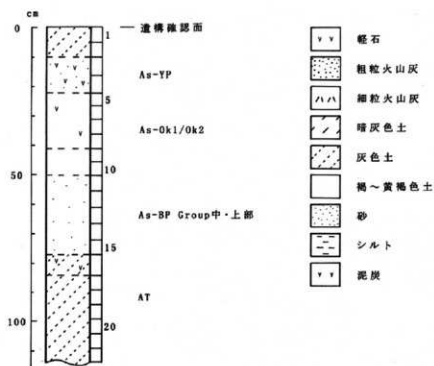 cm
0
50
100
1
5
10
15
20
遺構確認面
As-YP
As-Ok1/Ok2
As-BP Group中・上部
AT
軽石
粗粒火山灰
細粒火山灰
暗灰色土
灰色土
褐～黄褐色土
砂
シルト
泥炭